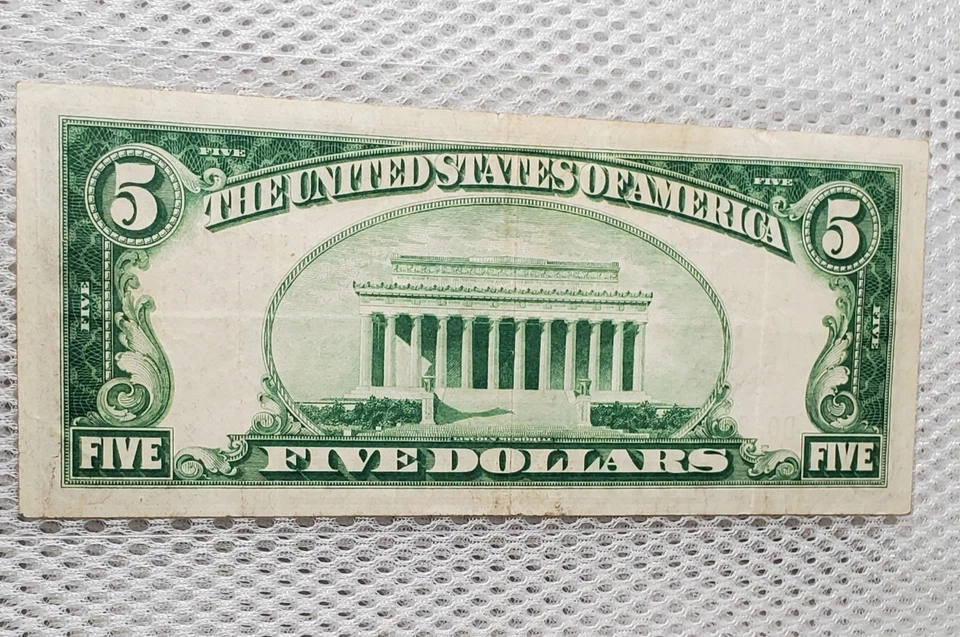 FIVE
FIVE
5
THE UNITED STATES OF AMERICA
5
FIVE
FIVE
LINCOLN MEMORIAL
FIVE
FIVE DOLLARS
FIVE